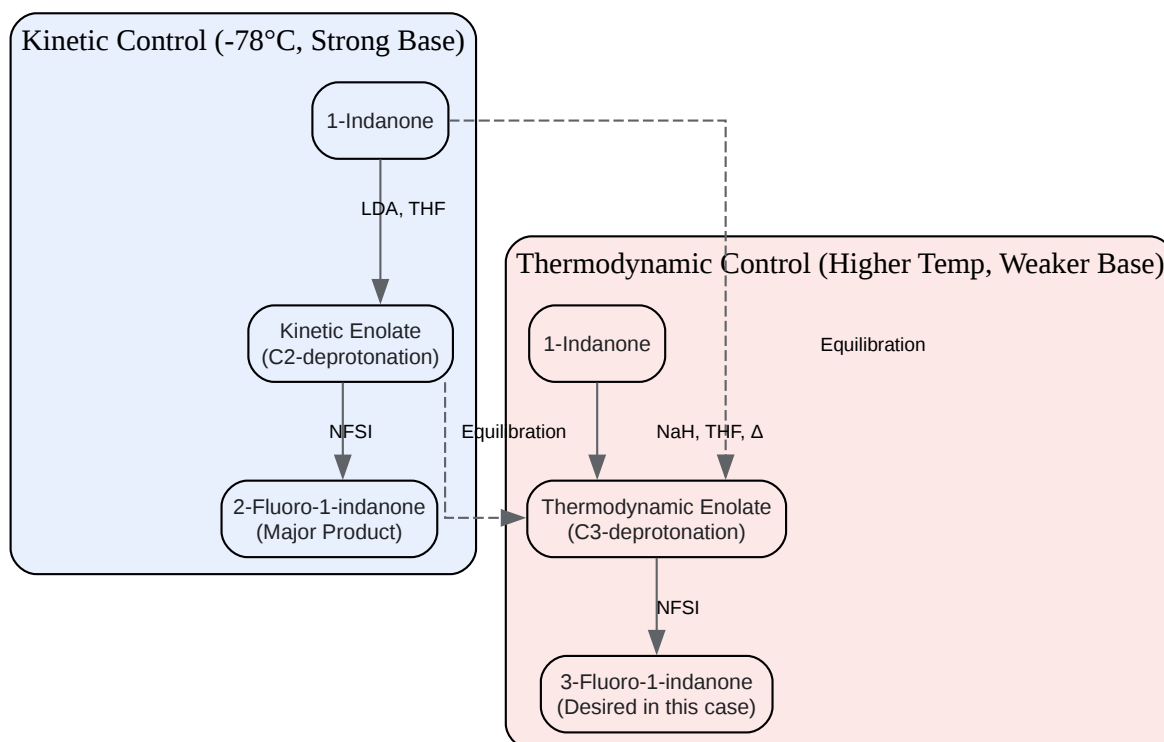 Kinetic Control (-78°C, Strong Base)
1-Indanone
LDA, THF
Kinetic Enolate
(C2-deprotonation)
NFSI
2-Fluoro-1-indanone
(Major Product)
Equilibration
Thermodynamic Control (Higher Temp, Weaker Base)
1-Indanone
Equilibration
NaH, THF, Δ
Thermodynamic Enolate
(C3-deprotonation)
NFSI
3-Fluoro-1-indanone
(Desired in this case)